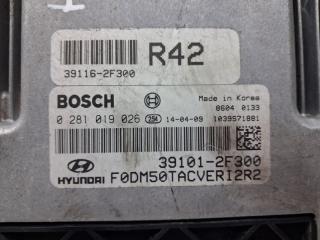 R42
39116-2F300
BOSCH Made in Korea
0604 0133
0 281 019 026 254 14-04-09 1039S71881
39101-2F300
HYUNDAI F0DM50TACVERI2R2